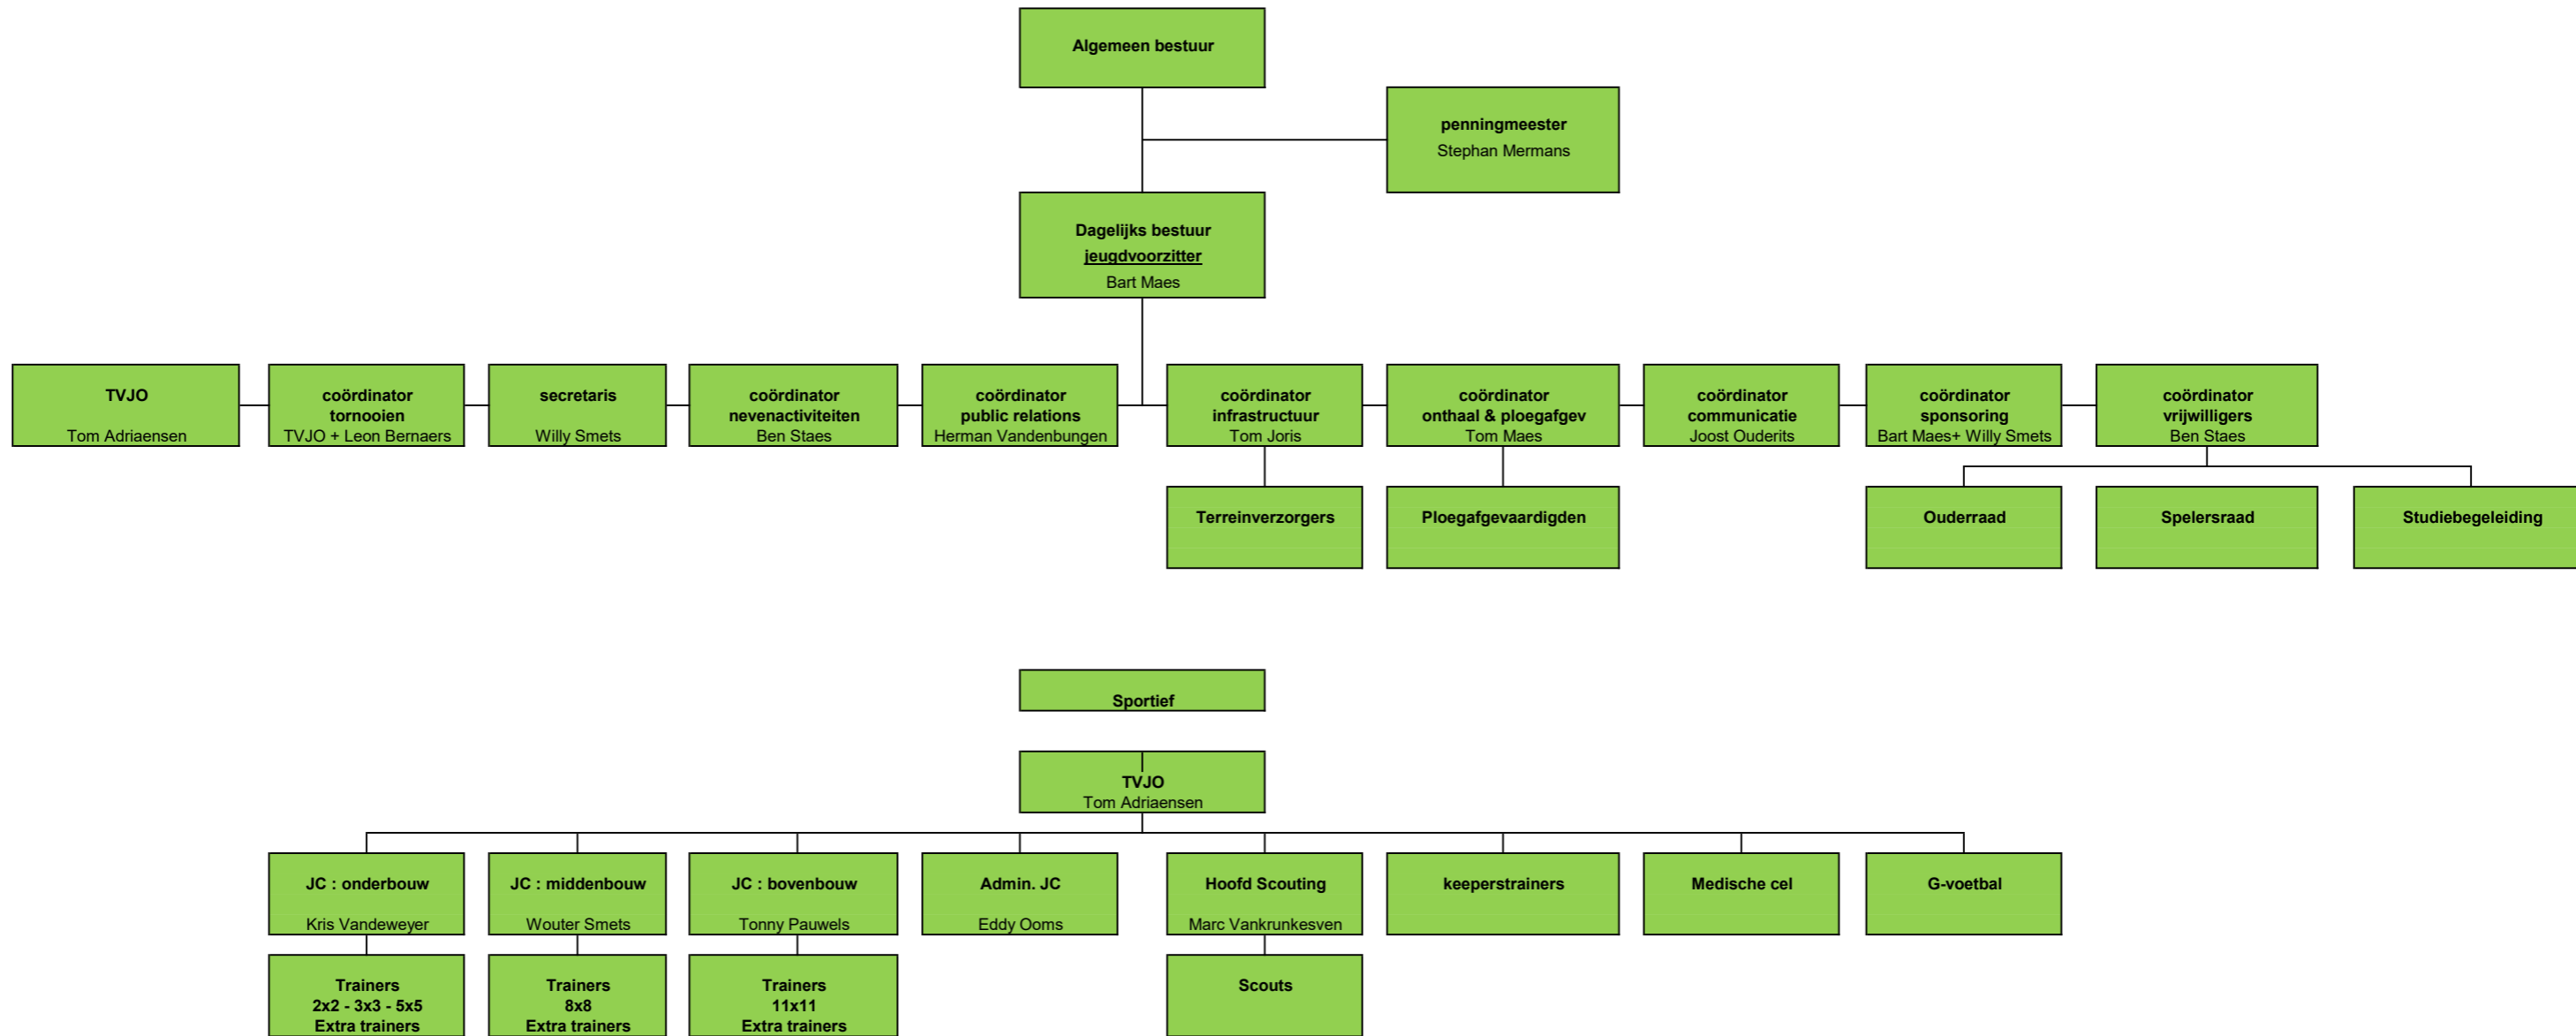 Algemeen bestuur
penningmeester
Stephan Mermans
Dagelijks bestuur
jeugdvoorzitter
Bart Maes
TVJO
Tom Adriaensen
coördinator
tornooien
TVJO + Leon Bernaers
secretaris
Willy Smets
coördinator
nevenactiviteiten
Ben Staes
coördinator
public relations
Herman Vandenbungen
coördinator
infrastructuur
Tom Joris
coördinator
onthaal & ploegafgev
Tom Maes
coördinator
communicatie
Joost Ouderits
coördinator
sponsoring
Bart Maes+ Willy Smets
coördinator
vrijwilligers
Ben Staes
Terreinverzorgers
Ploegafgevaardigden
Ouderraad
Spelersraad
Studiebegeleiding
Sportief
TVJO
Tom Adriaensen
JC : onderbouw
Kris Vandeweyer
JC : middenbouw
Wouter Smets
JC : bovenbouw
Tonny Pauwels
Admin. JC
Eddy Ooms
Hoofd Scouting
Marc Vankrunkesven
keeperstrainers
Medische cel
G-voetbal
Trainers
2x2 - 3x3 - 5x5
Extra trainers
Trainers
8x8
Extra trainers
Trainers
11x11
Extra trainers
Scouts